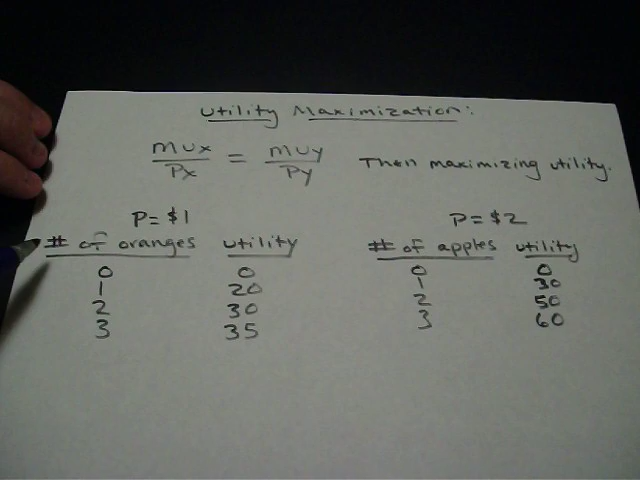 Utility Maximization:
MUx / Px = MUy / Py Then maximizing utility.
P=$1 P=$2
# of oranges utility # of apples utility
0 0 0 0
1 20 1 30
2 30 2 50
3 35 3 60